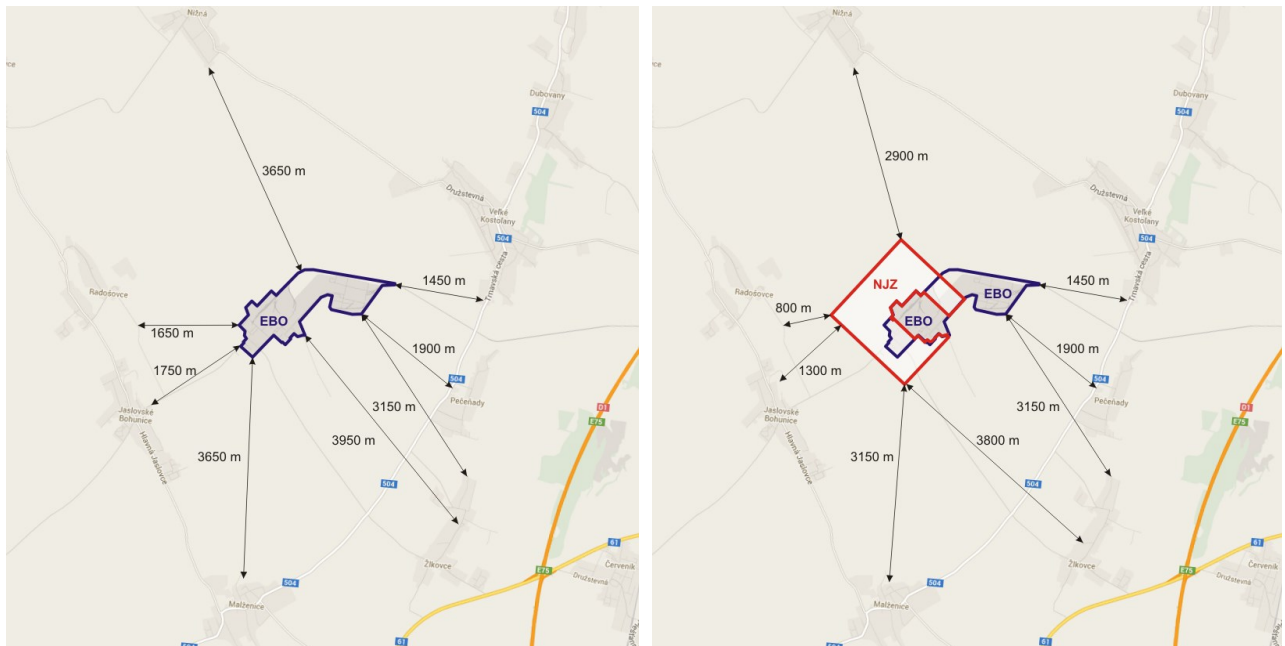 Nižná
Dubovany
504
3650 m
Družstevná
Veľké
Kostoľany
504
Trnavská cesta
1450 m
Radošovce
EBO
1650 m
1900 m
1750 m
504
Pečeňady
Jaslovské
Bohunice
3150 m
D1
E75
Hlavná Jaslovce
3950 m
3650 m
504
61
E75
Žlkovce
Červeník
Družstevná
504
Malženice
61
Nižná
Dubovany
504
2900 m
Družstevná
Veľké
Kostoľany
504
Trnavská cesta
NJZ
1450 m
Radošovce
EBO
800 m
EBO
1900 m
1300 m
504
Pečeňady
Jaslovské
Bohunice
3150 m
D1
E75
Hlavná Jaslovce
3800 m
3150 m
504
61
E75
Žlkovce
Červeník
Družstevná
504
Malženice
61